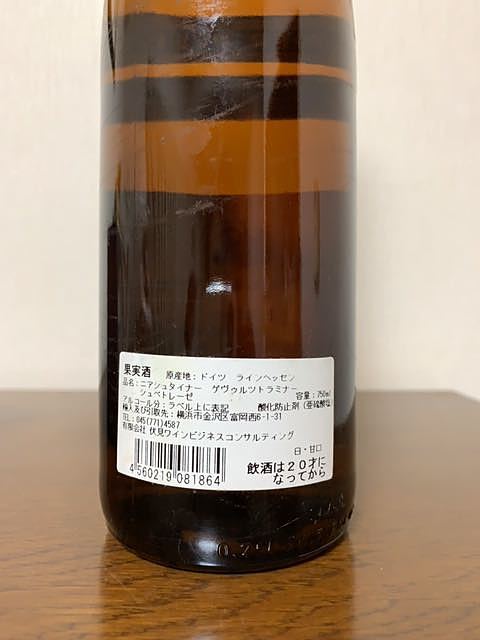 果実酒 原産地：ドイツ ラインヘッセン
品名：ニアシュタイナー ゲヴゥルツトラミナー
シュペトレーゼ 容量：750ml
アルコール分：ラベル上に表記 酸化防止剤（亜硫酸塩
輸入及び引取先：横浜市金沢区富岡西6-1-31
TEL：045(771)4587
有限会社 伏見ワインビジネスコンサルティング
白・甘口
4 560219 081864
飲酒は２０才に
なってから